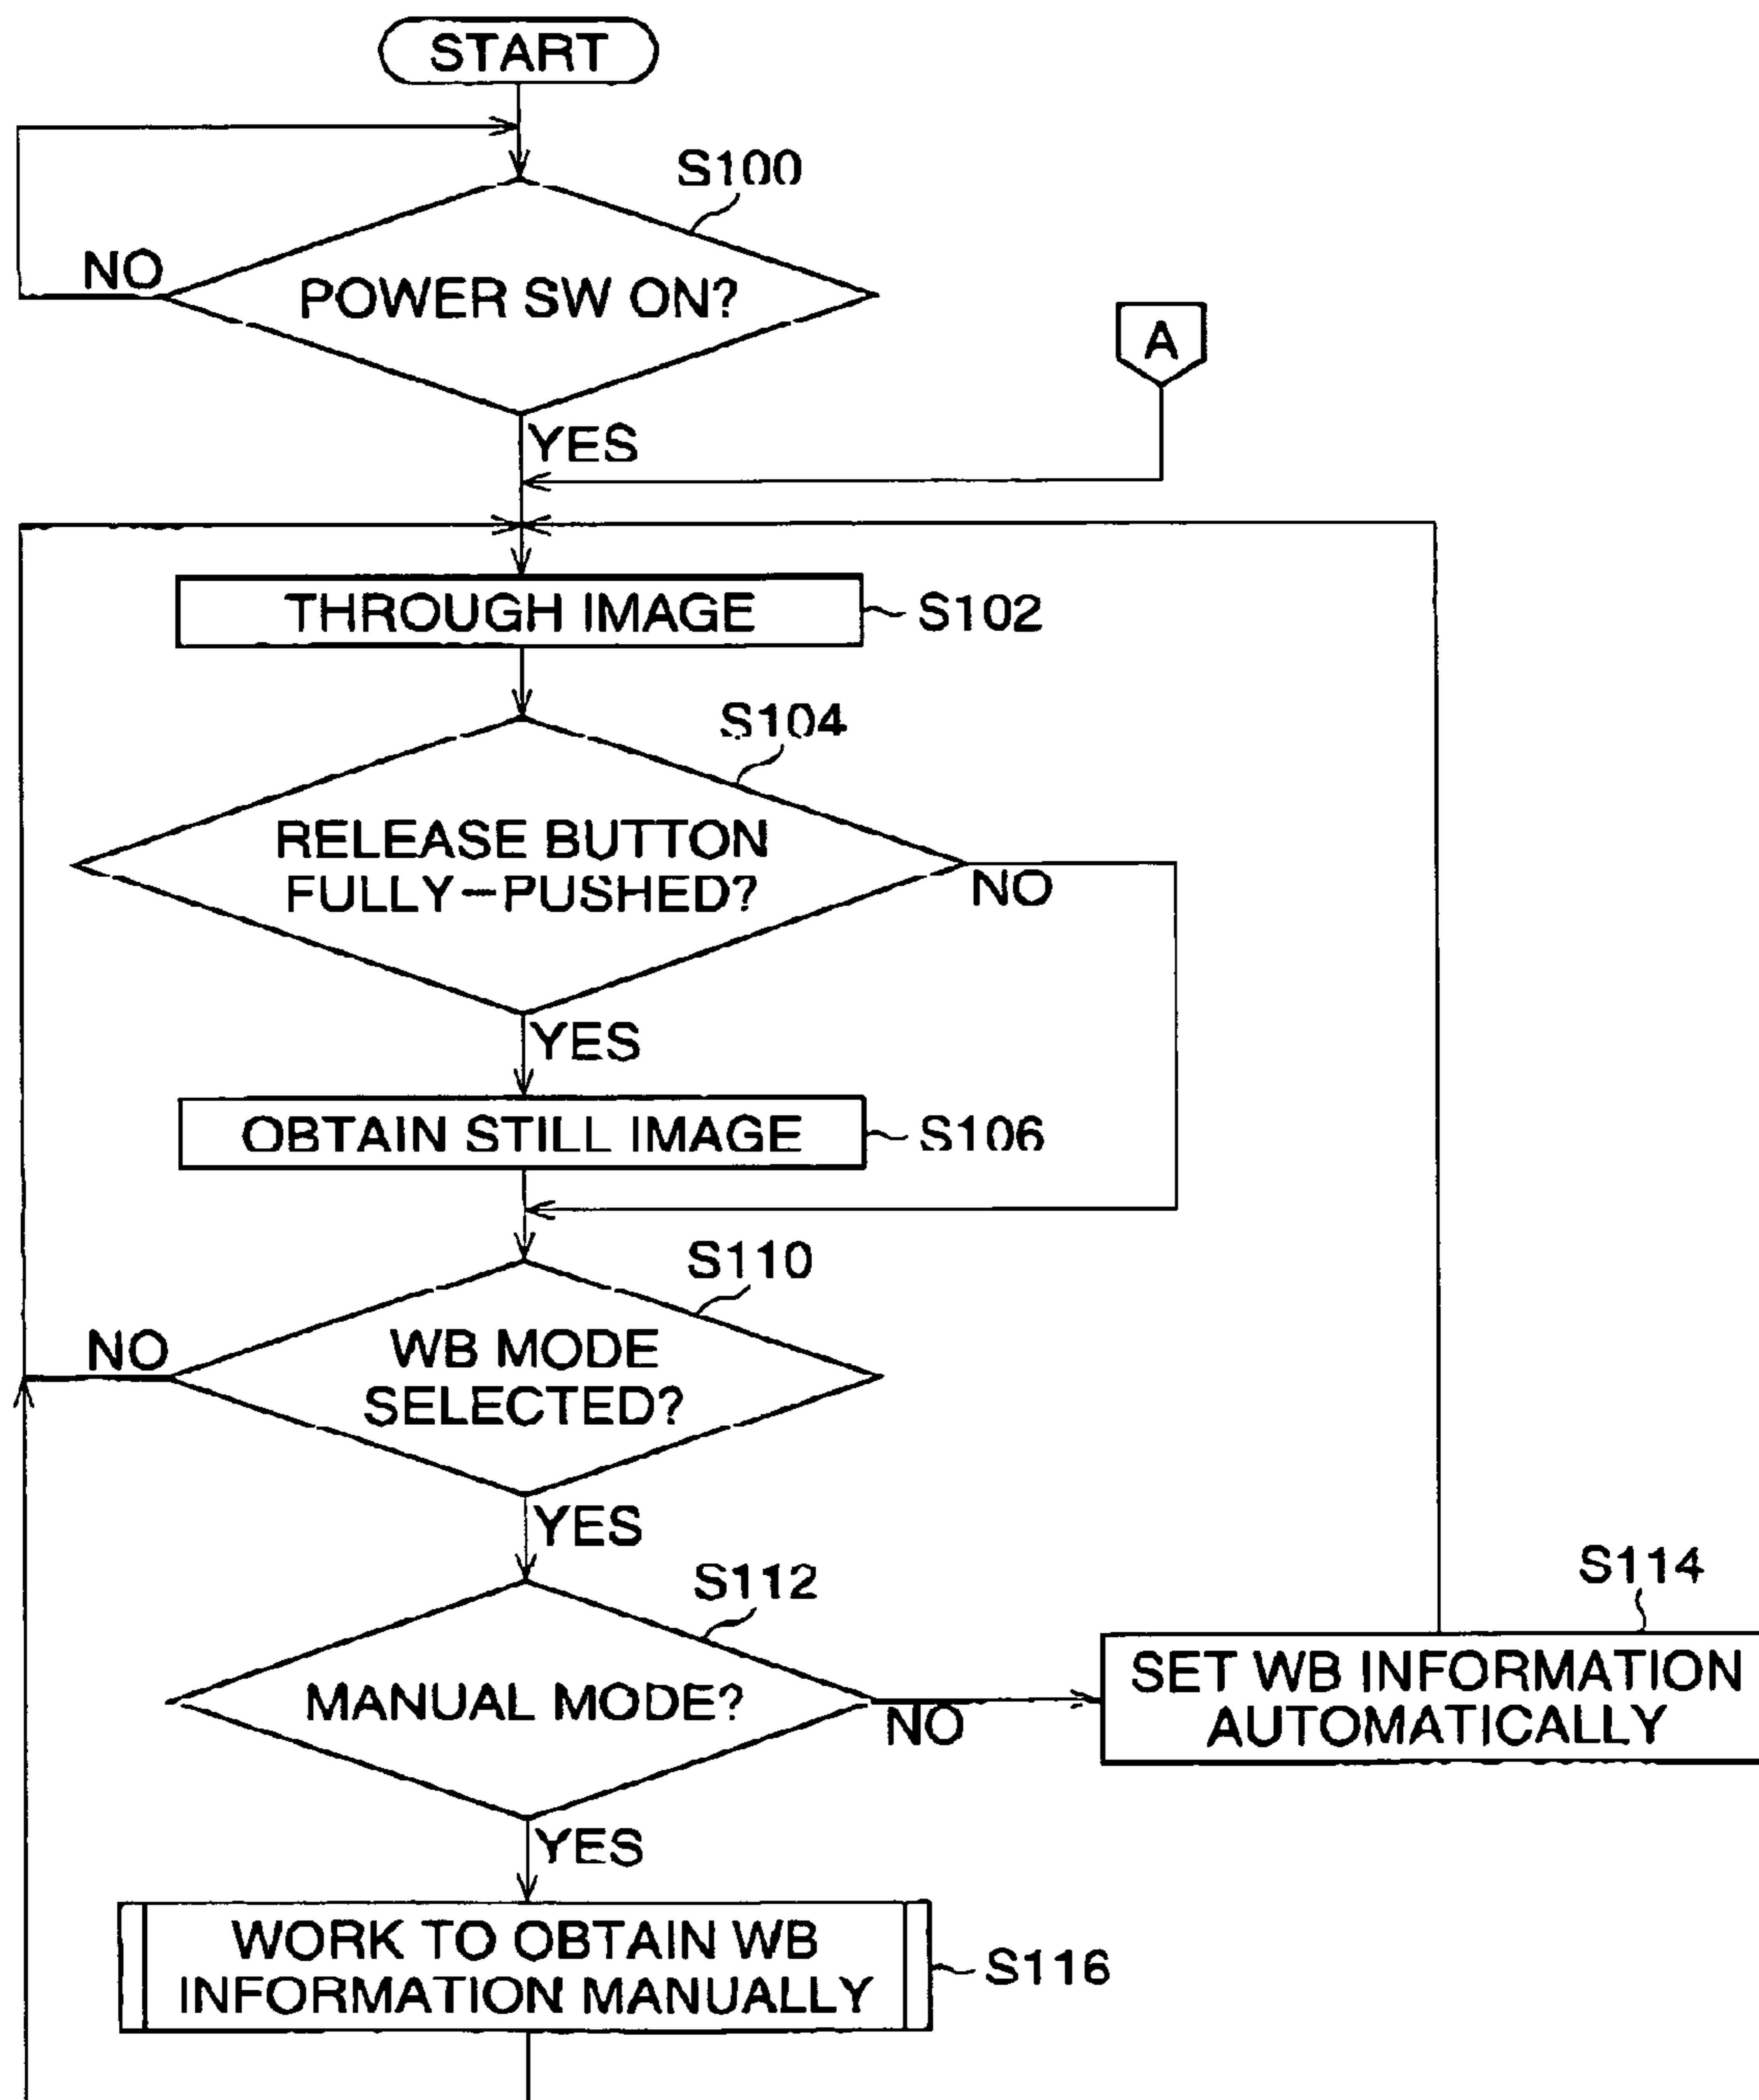 START
S100
NO
POWER SW ON?
A
YES
THROUGH IMAGE
S102
S104
RELEASE BUTTON
FULLY-PUSHED?
NO
YES
OBTAIN STILL IMAGE
S106
S110
NO
WB MODE
SELECTED?
YES
S112
S114
MANUAL MODE?
NO
SET WB INFORMATION
AUTOMATICALLY
YES
WORK TO OBTAIN WB
INFORMATION MANUALLY
S116